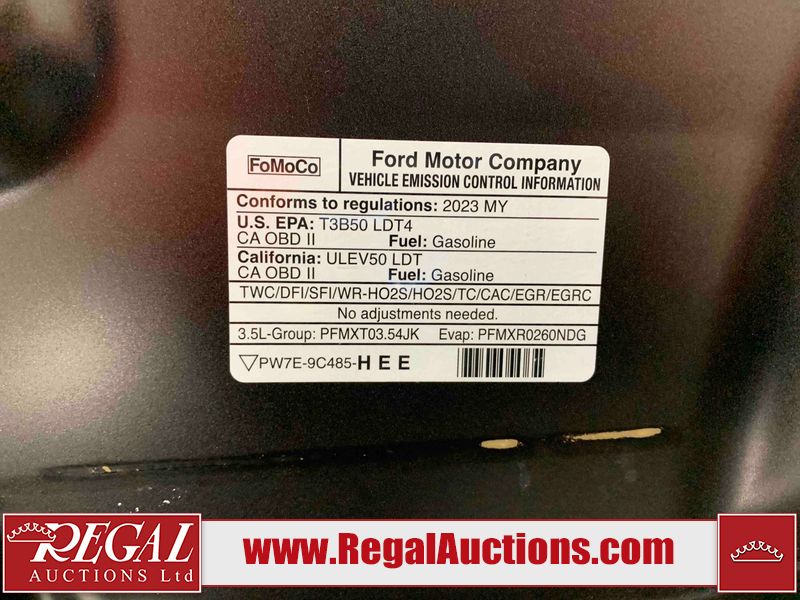 FoMoCo
Ford Motor Company
VEHICLE EMISSION CONTROL INFORMATION
Conforms to regulations: 2023 MY
U.S. EPA: T3B50 LDT4
CA OBD II Fuel: Gasoline
California: ULEV50 LDT
CA OBD II Fuel: Gasoline
TWC/DFI/SFI/WR-HO2S/HO2S/TC/CAC/EGR/EGRC
No adjustments needed.
3.5L-Group: PFMXT03.54JK Evap: PFMXR0260NDG
PW7E-9C485-HEE
REGAL
AUCTIONS Ltd
www.RegalAuctions.com